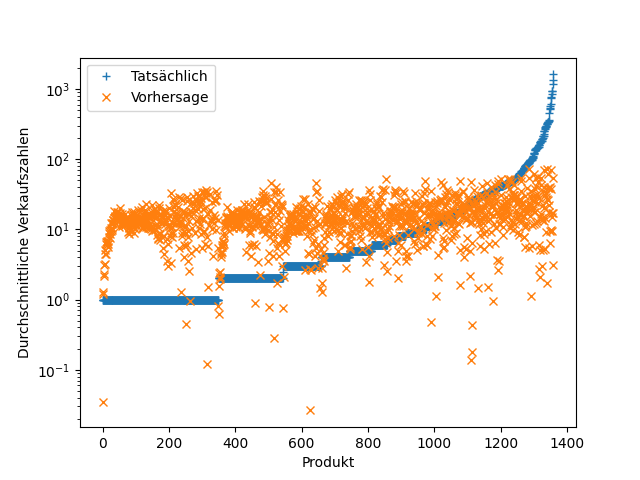 Tatsächlich
Vorhersage
Durchschnittliche Verkaufszahlen
10³
10²
10¹
10⁰
10⁻¹
0 200 400 600 800 1000 1200 1400
Produkt